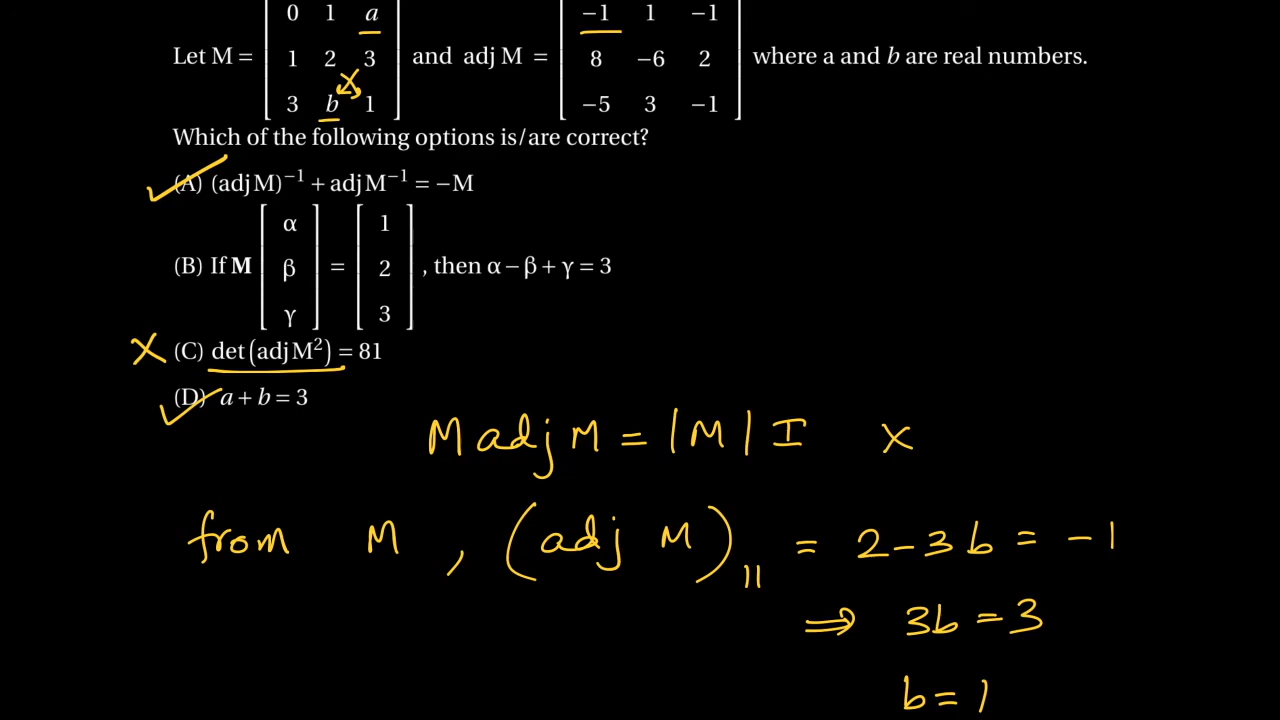 Let M = [ 0 1 a ; 1 2 3 ; 3 b 1 ] and adj M = [ −1 1 −1 ; 8 −6 2 ; −5 3 −1 ] where a and b are real numbers.
Which of the following options is/are correct?
(A) (adj M)⁻¹ + adj M⁻¹ = −M
(B) If M [ α ; β ; γ ] = [ 1 ; 2 ; 3 ] , then α − β + γ = 3
(C) det(adj M²) = 81
(D) a + b = 3
M adj M = |M| I x
from M , (adj M)₁₁ = 2 - 3b = -1
⇒ 3b = 3
b = 1